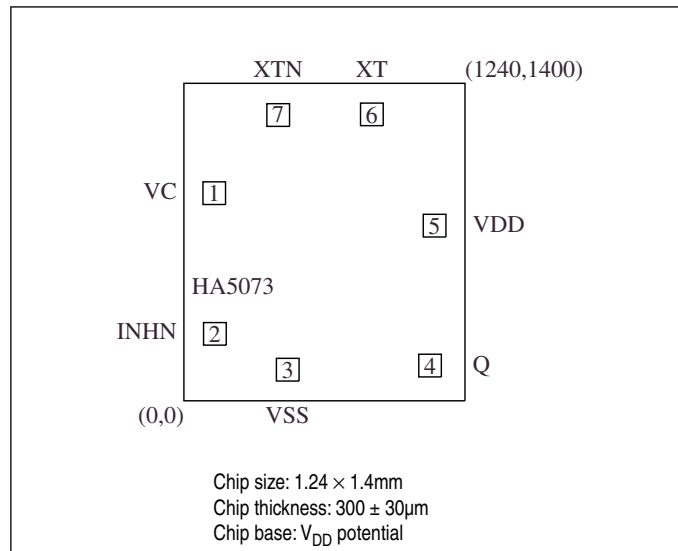 XTN XT (1240,1400)
7 6
VC 1
5 VDD
HA5073
INHN 2
3 4 Q
(0,0) VSS
Chip size: 1.24 × 1.4mm
Chip thickness: 300 ± 30µm
Chip base: VDD potential